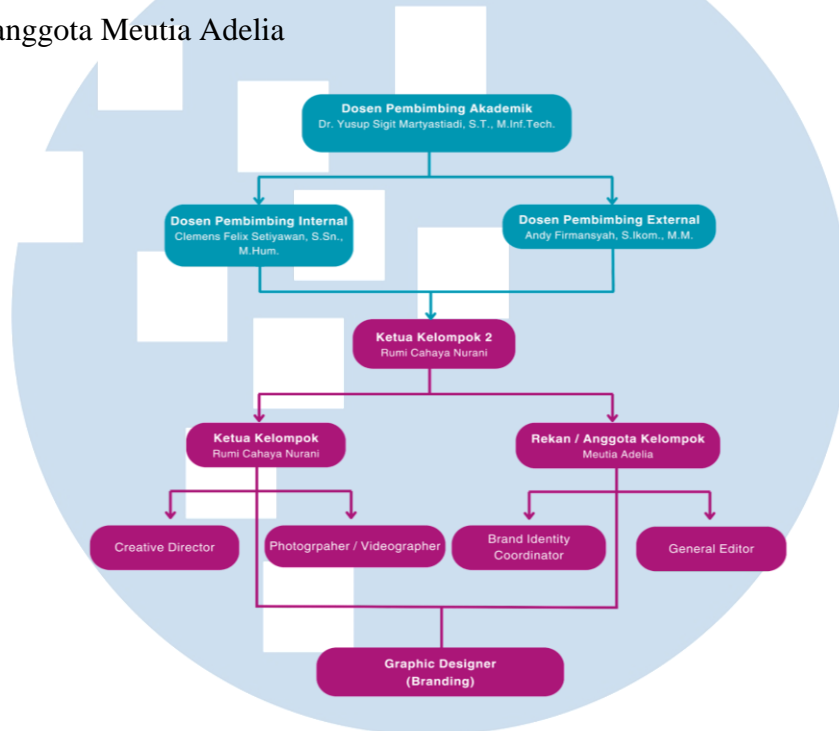 anggota Meutia Adelia
Dosen Pembimbing Akademik
Dr. Yusup Sigit Martyastiadi, S.T., M.Inf.Tech.
Dosen Pembimbing Internal
Clemens Felix Setiyawan, S.Sn.,
M.Hum.
Dosen Pembimbing External
Andy Firmansyah, S.Ikom., M.M.
Ketua Kelompok 2
Rumi Cahaya Nurani
Ketua Kelompok
Rumi Cahaya Nurani
Rekan / Anggota Kelompok
Meutia Adelia
Creative Director
Photogrpaher / Videographer
Brand Identity
Coordinator
General Editor
Graphic Designer
(Branding)